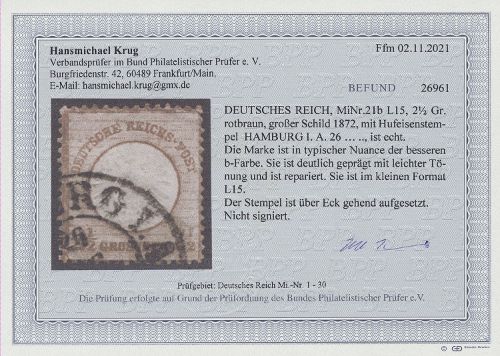 Hansmichael Krug
Verbandsprüfer im Bund Philatelistischer Prüfer e. V.
Burgfriedenstr. 42, 60489 Frankfurt/Main.
E-Mail: hansmichael.krug@gmx.de
Ffm 02.11.2021
BEFUND 26961
DEUTSCHES REICH, MiNr.21b L15, 2½ Gr.
rotbraun, großer Schild 1872, mit Hufeisenstem-
pel HAMBURG I. A. 26 ... .., ist echt.
Die Marke ist in typischer Nuance der besseren
b-Farbe. Sie ist deutlich geprägt mit leichter Tö-
nung und ist repariert. Sie ist im kleinen Format
L15.
Der Stempel ist über Eck gehend aufgesetzt.
Nicht signiert.
DEUTSCHE REICHS-POST
Prüfgebiet: Deutsches Reich Mi.-Nr. 1 - 30
Die Prüfung erfolgte auf Grund der Prüfordnung des Bundes Philatelistischer Prüfer e. V.